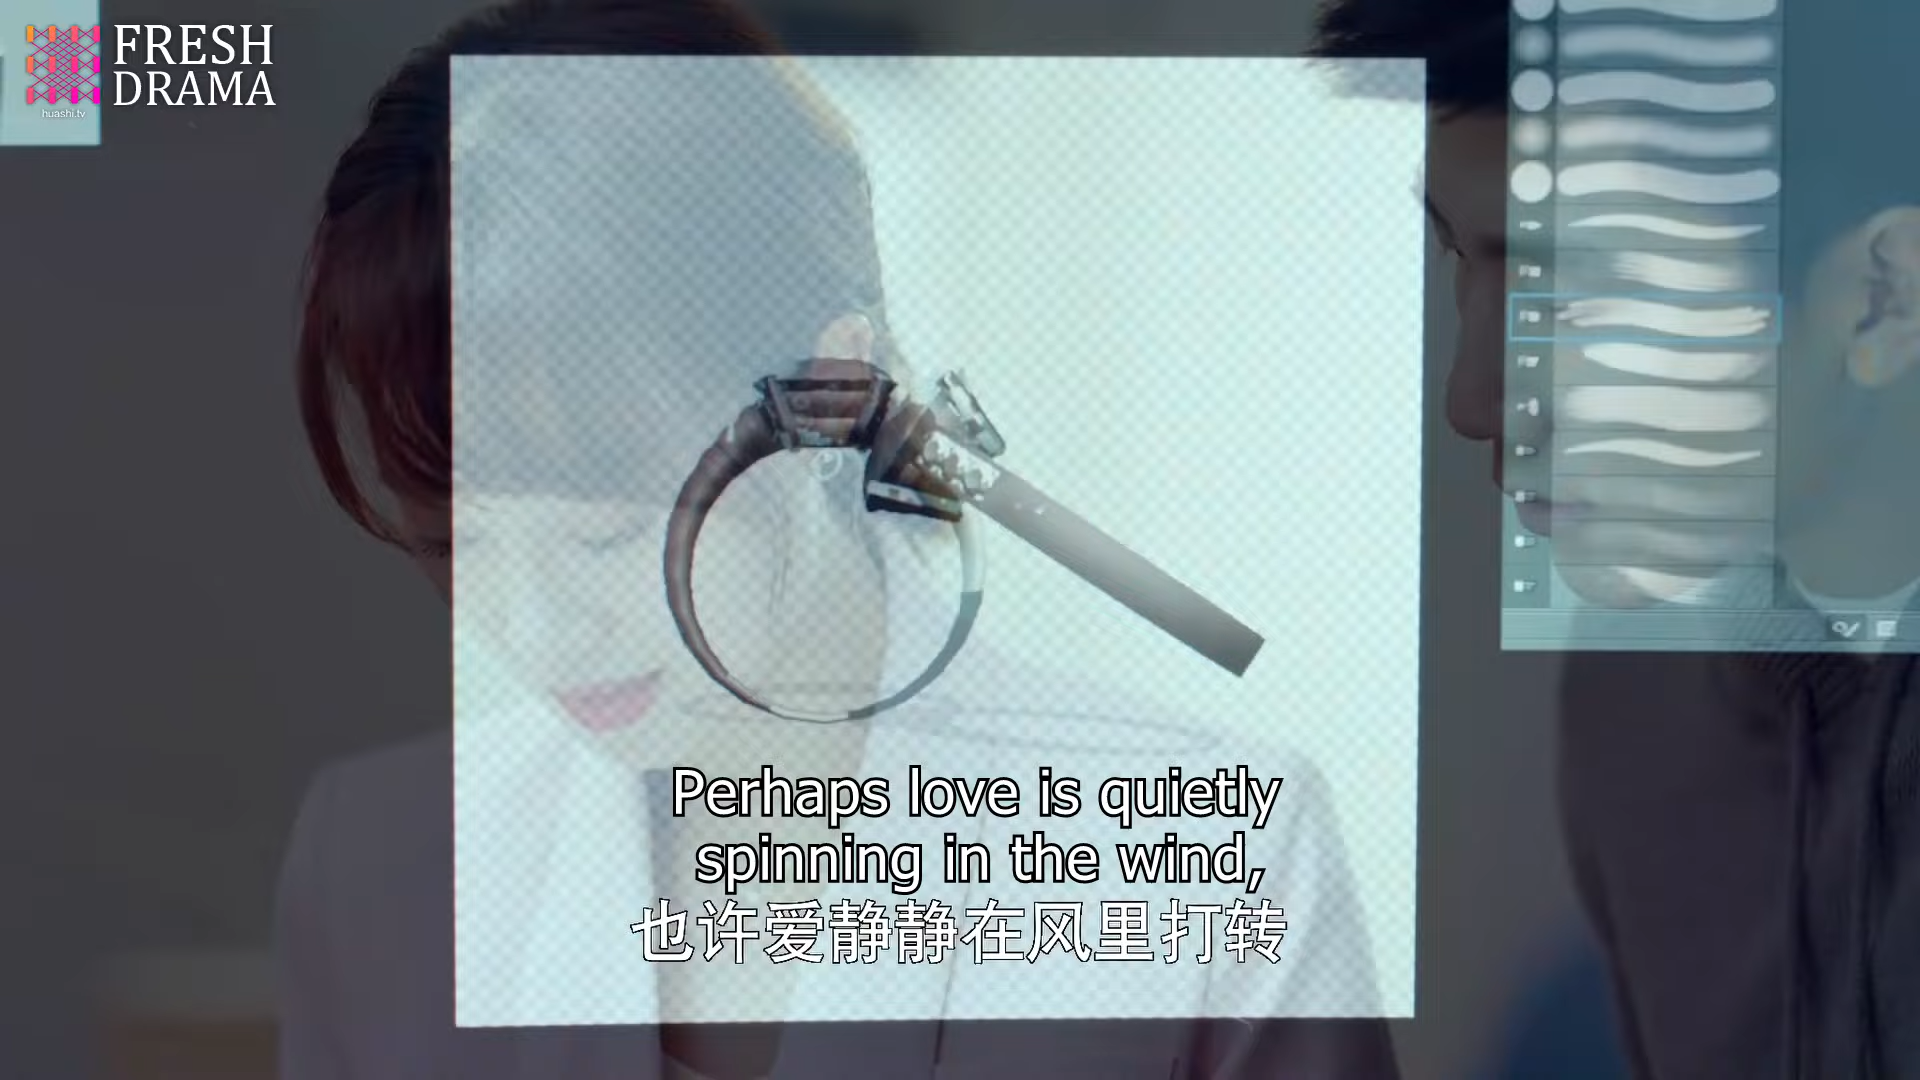 FRESH
DRAMA
huashi.tv
Perhaps love is quietly
spinning in the wind,
也许爱静静在风里打转